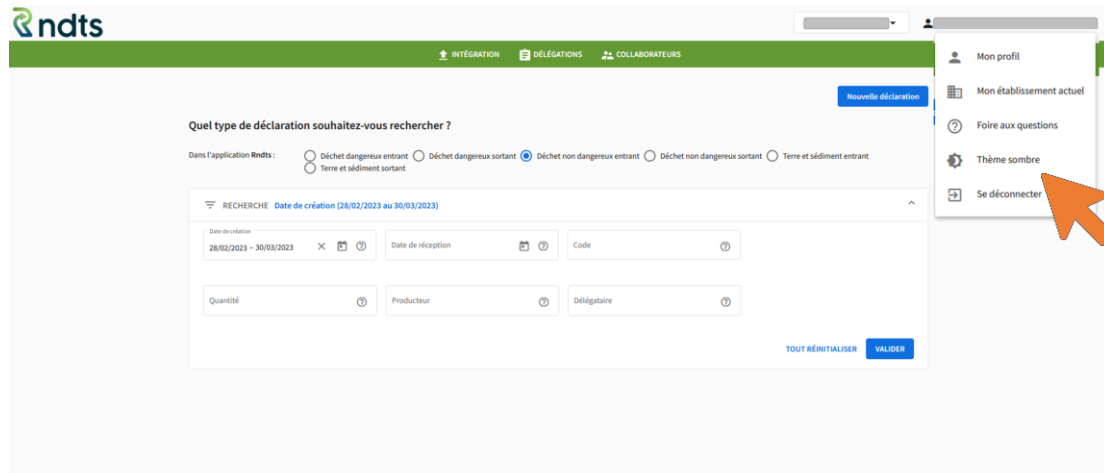 Rndts
INTÉGRATION DÉLÉGATIONS COLLABORATEURS
Mon profil
Mon établissement actuel
Foire aux questions
Thème sombre
Se déconnecter
Nouvelle déclaration
Quel type de déclaration souhaitez-vous rechercher ?
Dans l'application Rndts : Déchet dangereux entrant Déchet dangereux sortant Déchet non dangereux entrant Déchet non dangereux sortant Terre et sédiment entrant
Terre et sédiment sortant
RECHERCHE Date de création (28/02/2023 au 30/03/2023)
Date de création
28/02/2023 – 30/03/2023 Date de réception Code
Quantité Producteur Délégataire
TOUT RÉINITIALISER VALIDER